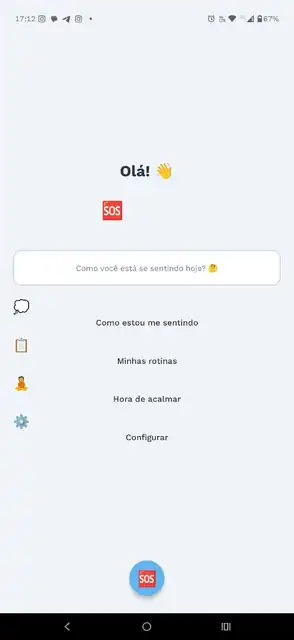 17:12
67%
Olá! 👋
🆘
Como você está se sentindo hoje? 🤔
💭
Como estou me sentindo
📋
Minhas rotinas
🧘
Hora de acalmar
⚙️
Configurar
🆘